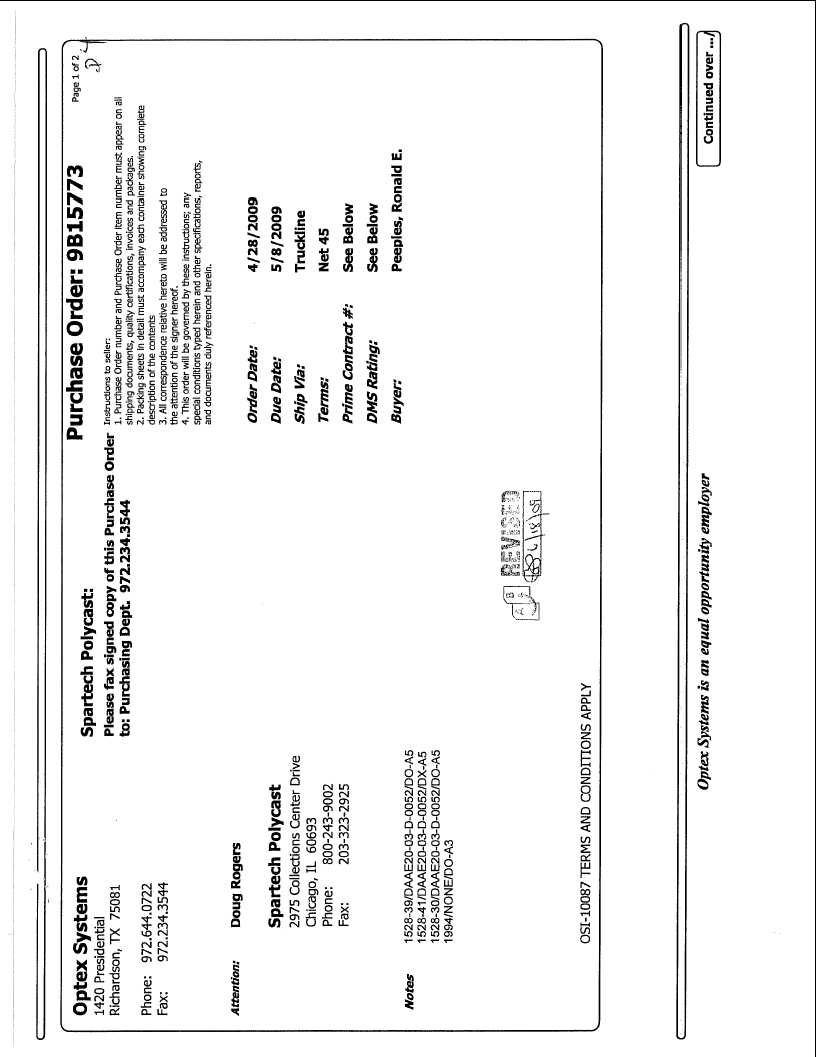 Optex Systems
1420 Presidential
Richardson, TX 75081
Phone: 972.644.0722
Fax: 972.234.3544
Spartech Polycast:
Please fax signed copy of this Purchase Order
to: Purchasing Dept. 972.234.3544
Purchase Order: 9B15773
Page 1 of 2
Instructions to seller:
1. Purchase Order number and Purchase Order Item number must appear on all
shipping documents, quality certifications, invoices and packages.
2. Packing sheets in detail must accompany each container showing complete
description of the contents
3. All correspondence relative hereto will be addressed to
the attention of the signer hereof.
4. This order will be governed by these instructions; any
special conditions typed herein and other specifications, reports,
and documents duly referenced herein.
Attention: Doug Rogers
Spartech Polycast
2975 Collections Center Drive
Chicago, IL 60693
Phone: 800-243-9002
Fax: 203-323-2925
Order Date: 4/28/2009
Due Date: 5/8/2009
Ship Via: Truckline
Terms: Net 45
Prime Contract #: See Below
DMS Rating: See Below
Buyer: Peeples, Ronald E.
Notes
1528-39/DAAE20-03-D-0052/DO-A5
1528-41/DAAE20-03-D-0052/DX-A5
1528-30/DAAE20-03-D-0052/DO-A5
1994/NONE/DO-A3
A B REVISED
6/18/09
OSI-10087 TERMS AND CONDITIONS APPLY
Optex Systems is an equal opportunity employer
Continued over .../